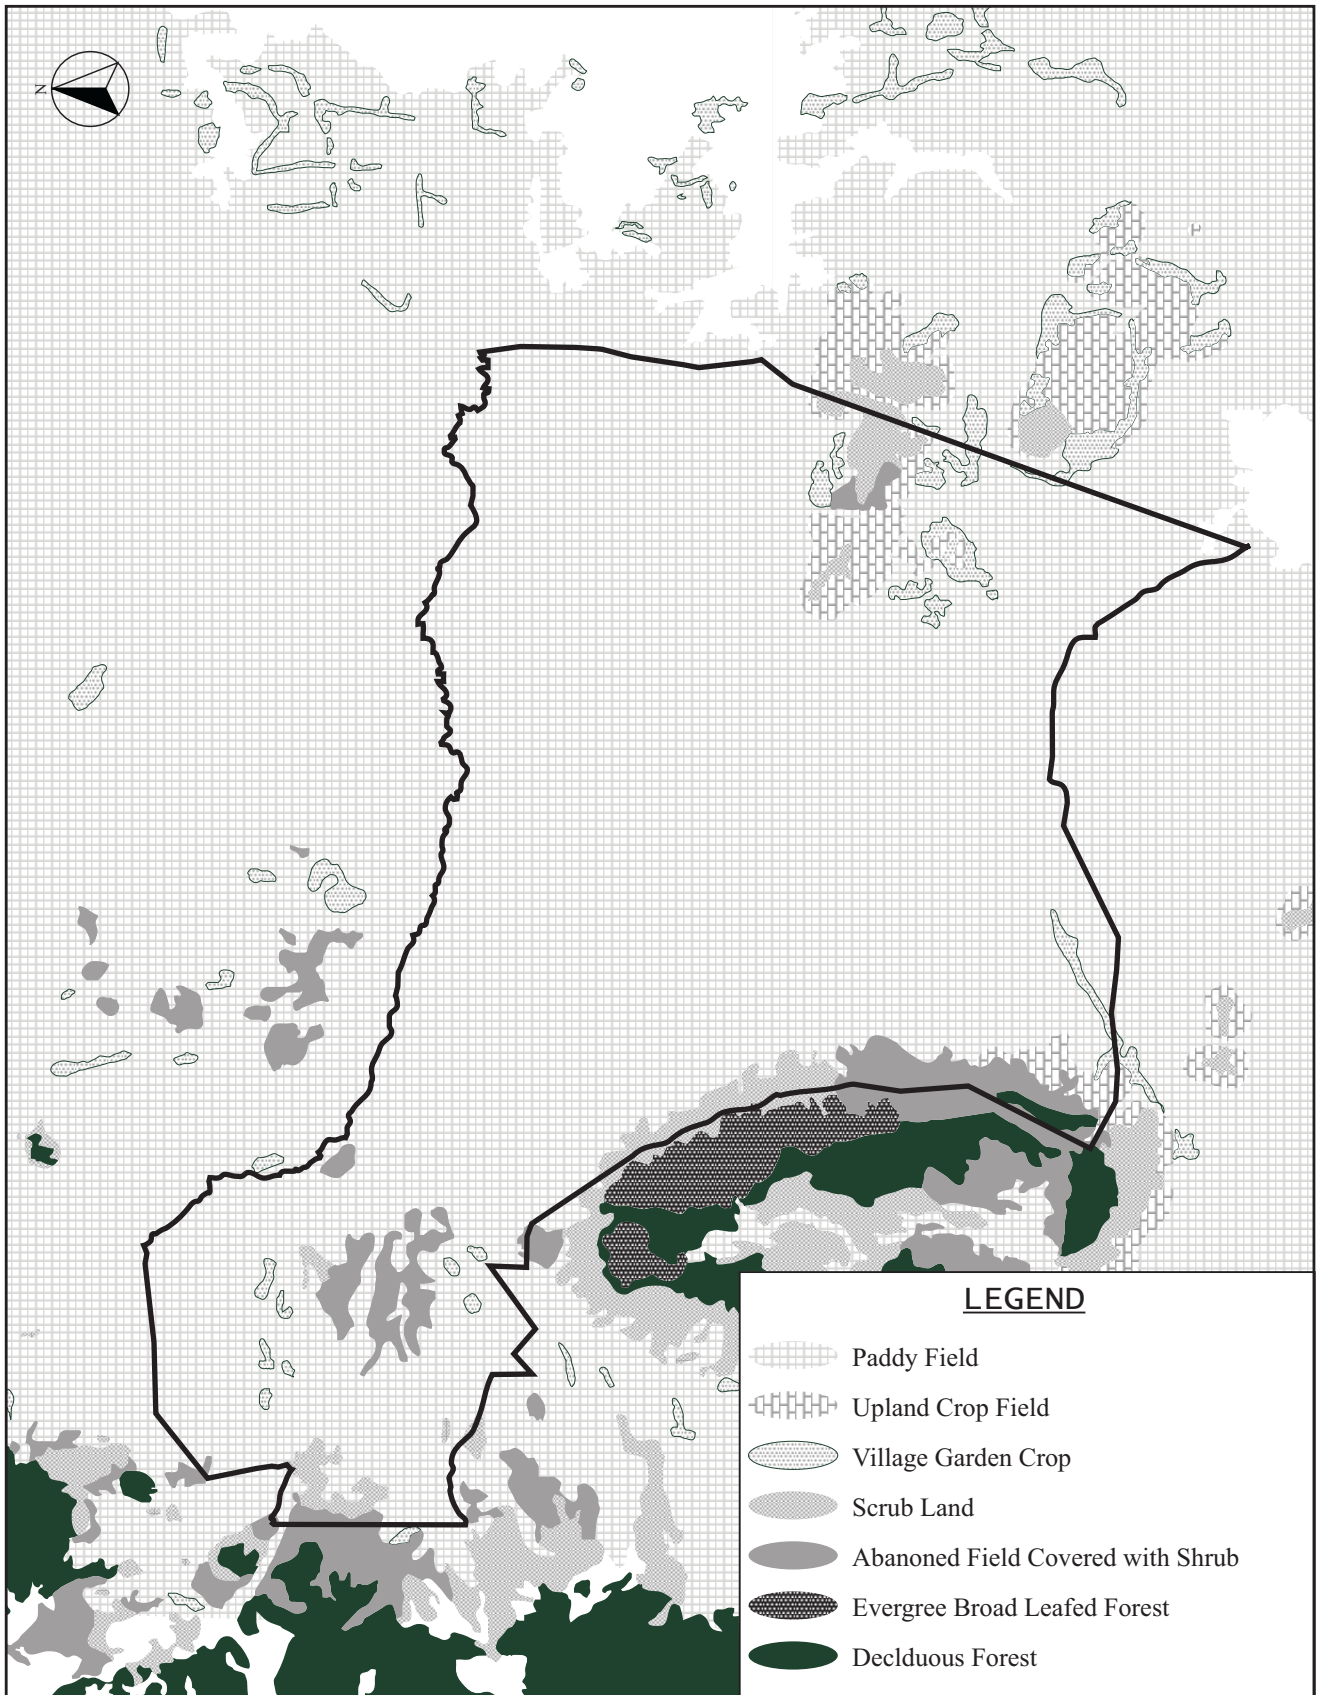 N
LEGEND
Paddy Field
Upland Crop Field
Village Garden Crop
Scrub Land
Abanoned Field Covered with Shrub
Evergree Broad Leafed Forest
Declduous Forest